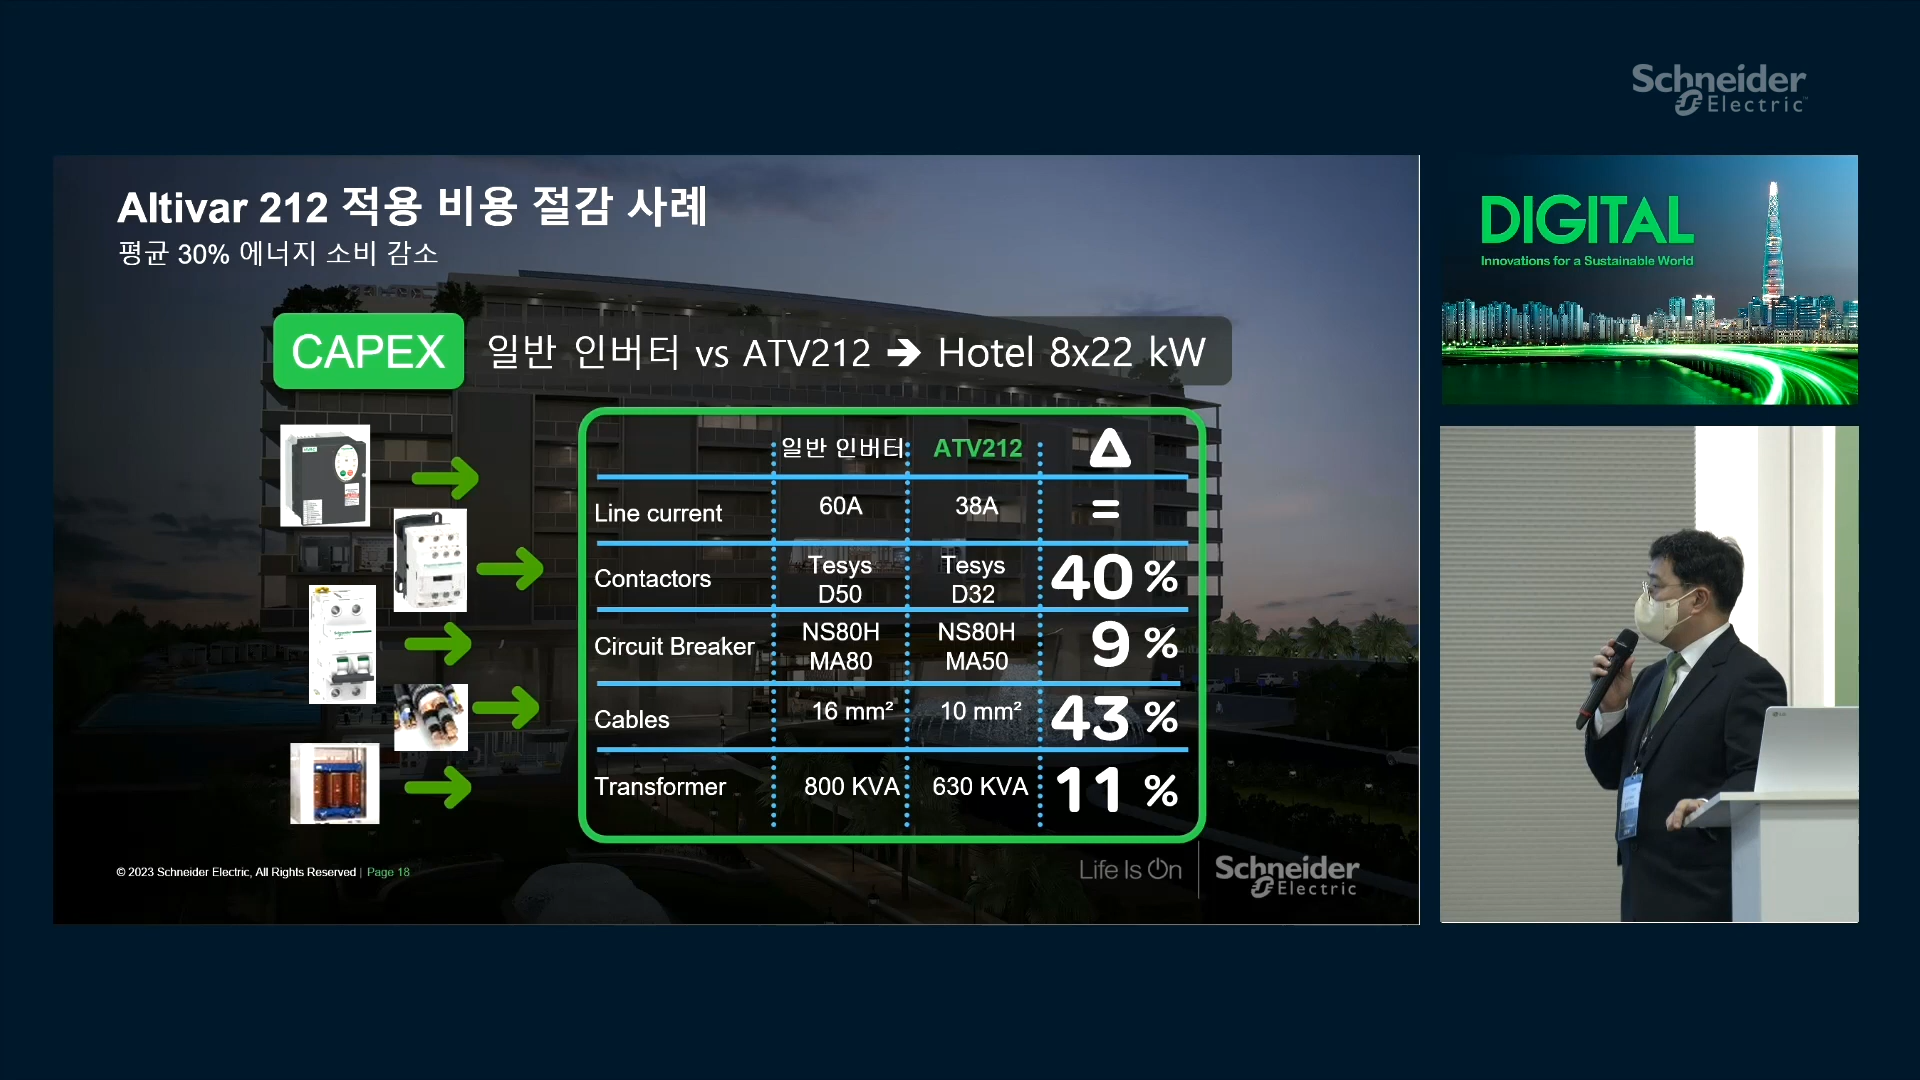 Schneider
Electric
Altivar 212 적용 비용 절감 사례
평균 30% 에너지 소비 감소
CAPEX 일반 인버터 vs ATV212 ➔ Hotel 8x22 kW
일반 인버터 ATV212 Δ
Line current 60A 38A =
Contactors Tesys D50 Tesys D32 40 %
Circuit Breaker NS80H MA80 NS80H MA50 9 %
Cables 16 mm² 10 mm² 43 %
Transformer 800 KVA 630 KVA 11 %
© 2023 Schneider Electric, All Rights Reserved | Page 18
Life Is On
Schneider
Electric
DIGITAL
Innovations for a Sustainable World
LG